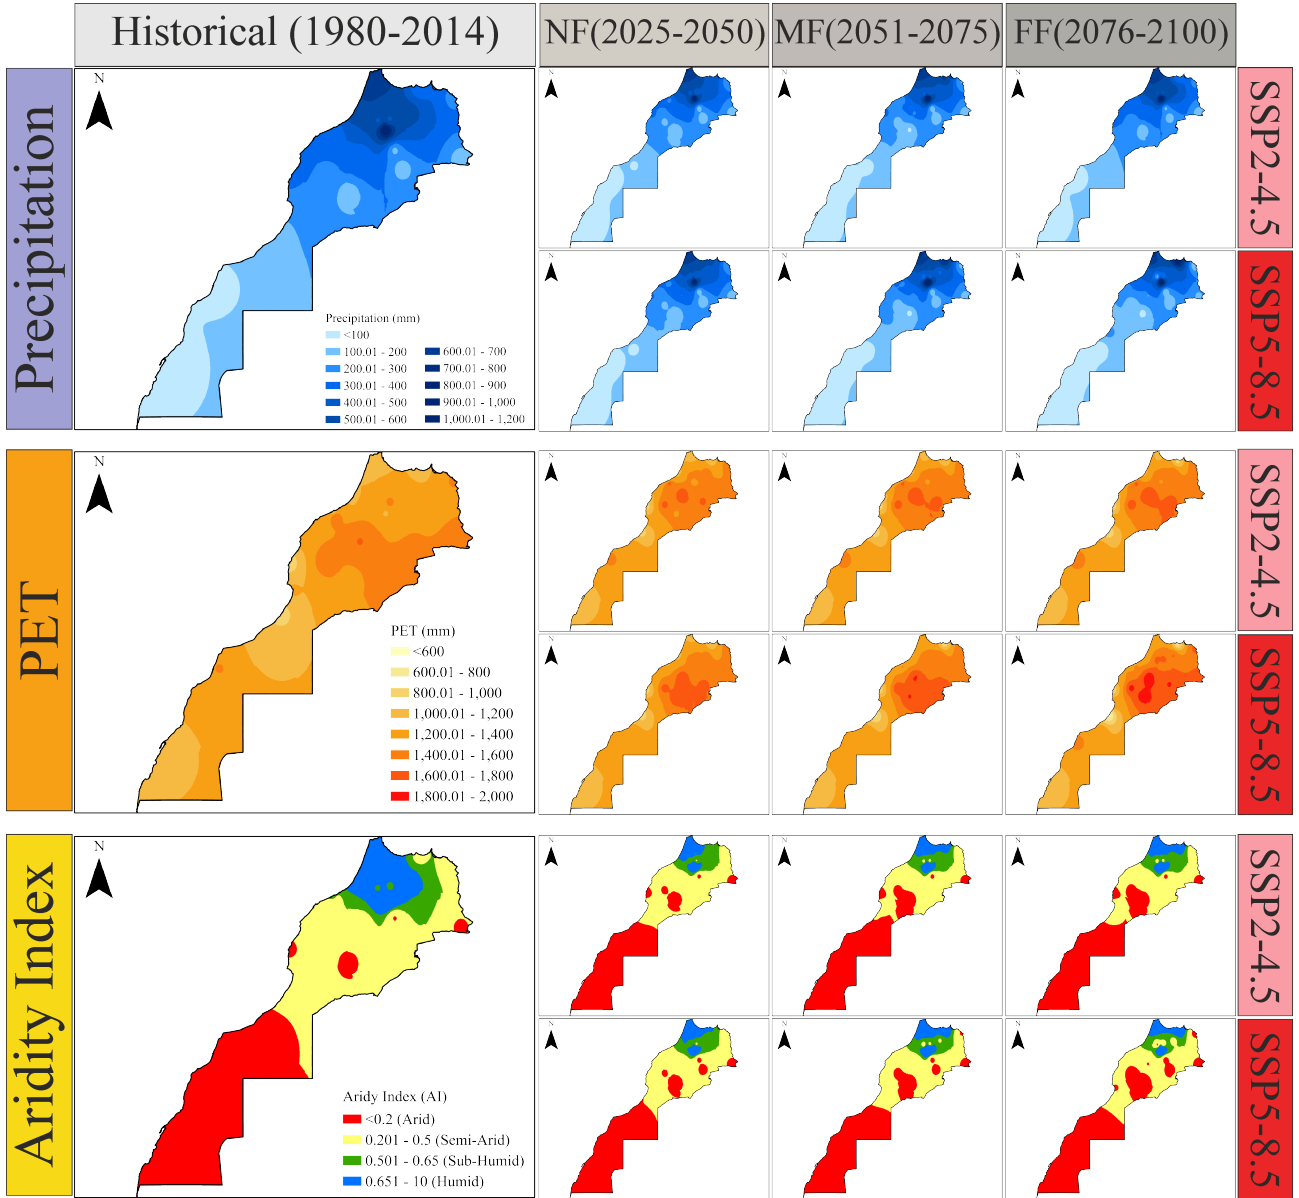 Historical (1980-2014)
NF(2025-2050)
MF(2051-2075)
FF(2076-2100)
Precipitation
N
N
N
N
SSP2-4.5
N
N
N
SSP5-8.5
Precipitation (mm)
<100
100.01 - 200
200.01 - 300
300.01 - 400
400.01 - 500
500.01 - 600
600.01 - 700
700.01 - 800
800.01 - 900
900.01 - 1,000
1,000.01 - 1,200
PET
N
N
N
N
SSP2-4.5
N
N
N
SSP5-8.5
PET (mm)
<600
600.01 - 800
800.01 - 1,000
1,000.01 - 1,200
1,200.01 - 1,400
1,400.01 - 1,600
1,600.01 - 1,800
1,800.01 - 2,000
Aridity Index
N
N
N
N
SSP2-4.5
N
N
N
SSP5-8.5
Aridy Index (AI)
<0.2 (Arid)
0.201 - 0.5 (Semi-Arid)
0.501 - 0.65 (Sub-Humid)
0.651 - 10 (Humid)